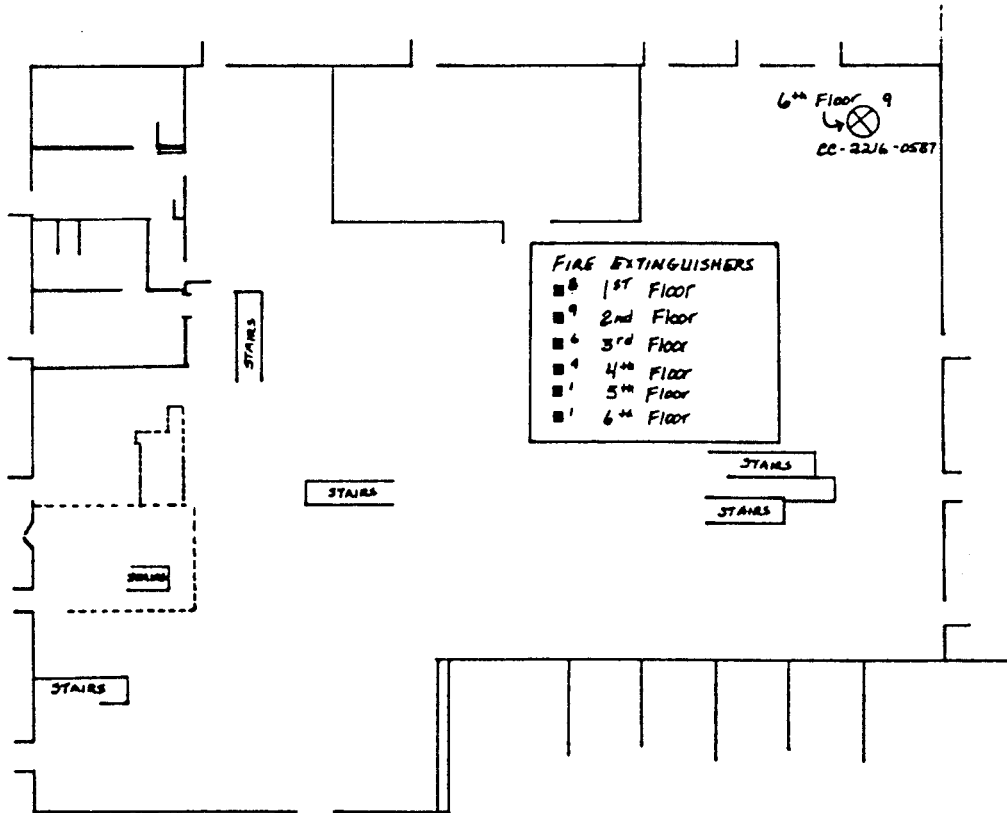 6th Floor 9
CC-2216-0587
FIRE EXTINGUISHERS
■ 8 1ST Floor
■ 9 2nd Floor
■ 6 3rd Floor
■ 4 4th Floor
■ 1 5th Floor
■ 1 6th Floor
STAIRS
STAIRS
STAIRS
STAIRS
STAIRS
STAIRS